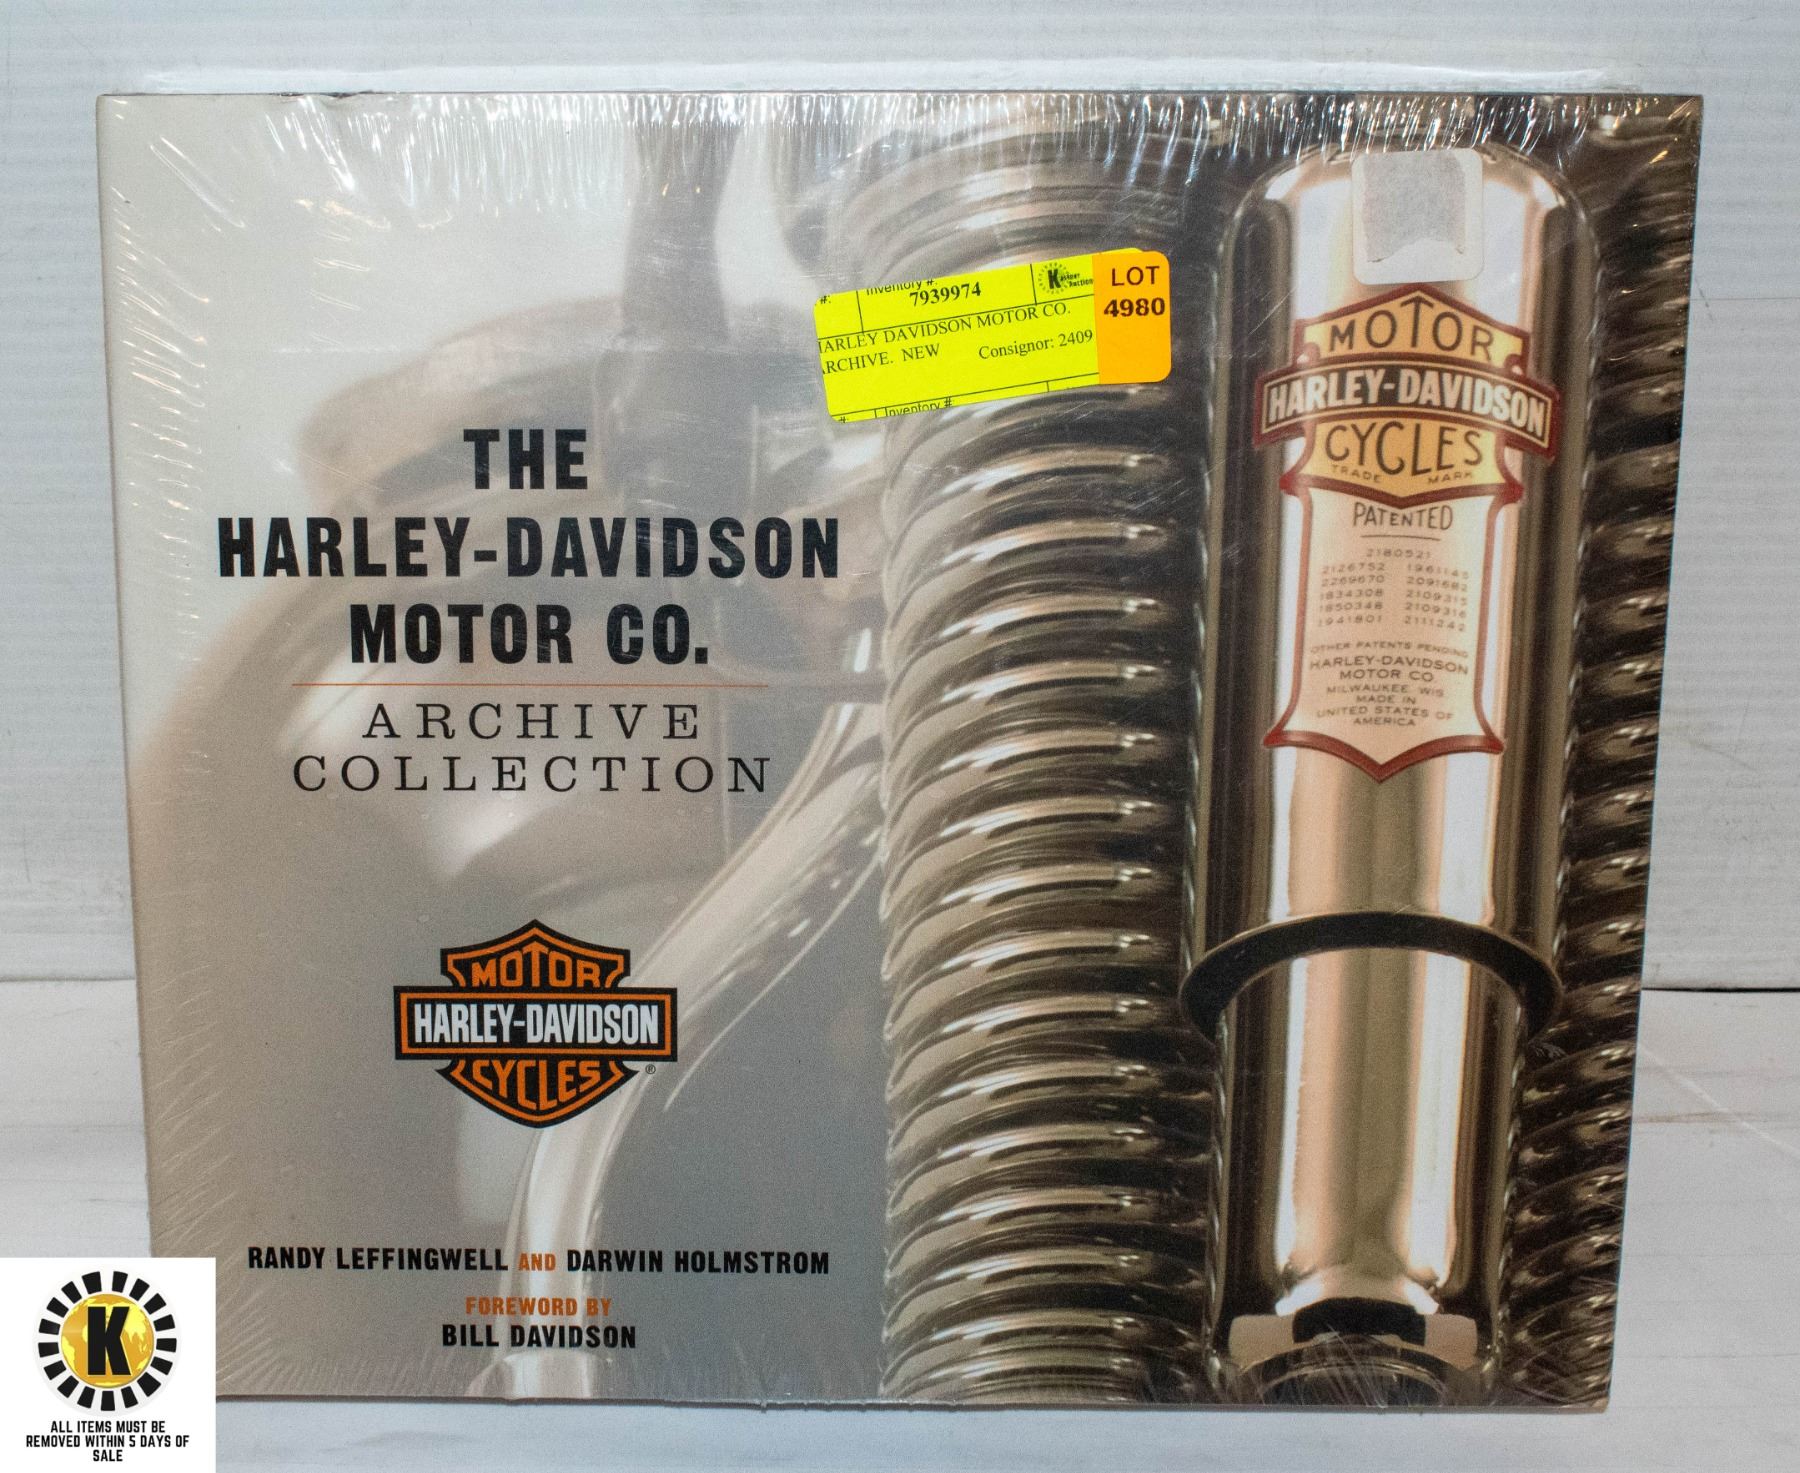 #:
Inventory #:
7939974
Kastner
Auctions
LOT
4980
HARLEY DAVIDSON MOTOR CO.
ARCHIVE. NEW
Consignor: 2409
#:
Inventory #:
THE
HARLEY-DAVIDSON
MOTOR CO.
ARCHIVE
COLLECTION
MOTOR
HARLEY-DAVIDSON
CYCLES
®
RANDY LEFFINGWELL AND DARWIN HOLMSTROM
FOREWORD BY
BILL DAVIDSON
MOTOR
HARLEY-DAVIDSON
CYCLES
TRADE MARK
PATENTED
2180521
2126752 1961145
2269670 2091682
1834308 2109315
1850348 2109316
1941801 2111242
OTHER PATENTS PENDING
HARLEY-DAVIDSON
MOTOR CO.
MILWAUKEE. WIS
MADE IN
UNITED STATES OF
AMERICA
K
ALL ITEMS MUST BE
REMOVED WITHIN 5 DAYS OF
SALE